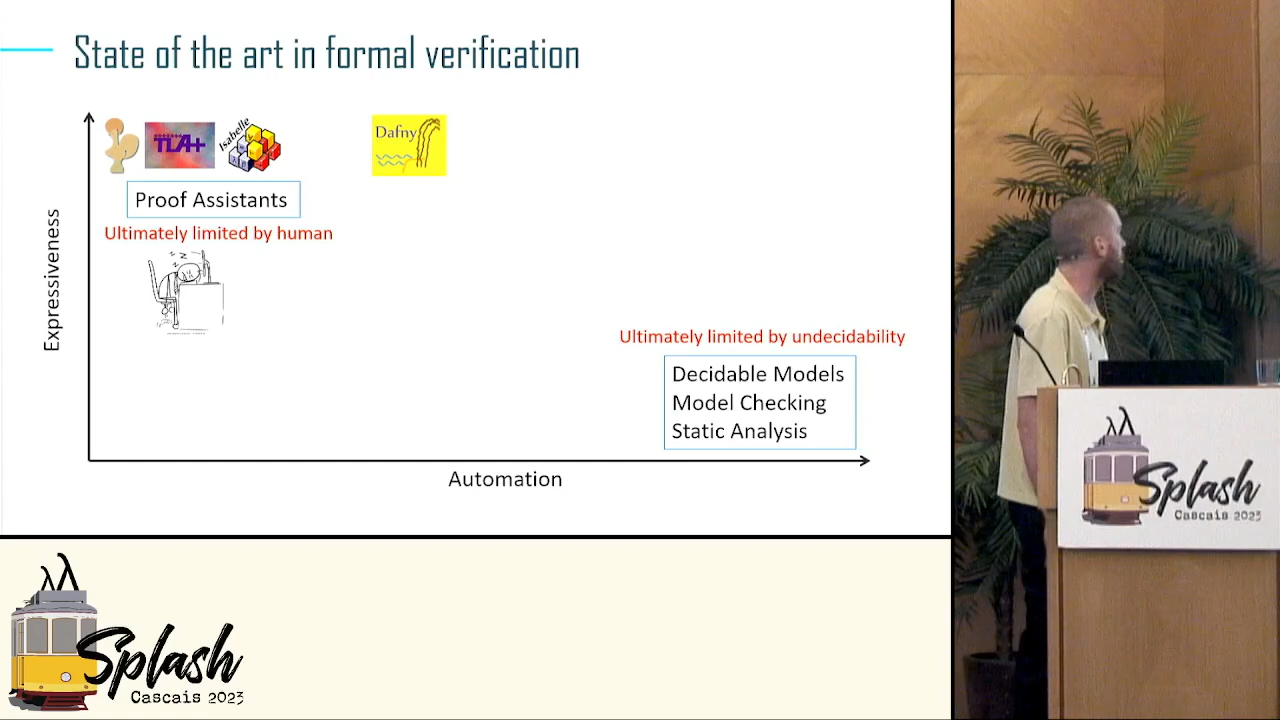 State of the art in formal verification
TLA+
Isabelle
Dafny
Proof Assistants
Ultimately limited by human
z z z
Expressiveness
Ultimately limited by undecidability
Decidable Models
Model Checking
Static Analysis
Automation
Splash
Cascais 2023
Splash
Cascais 2023